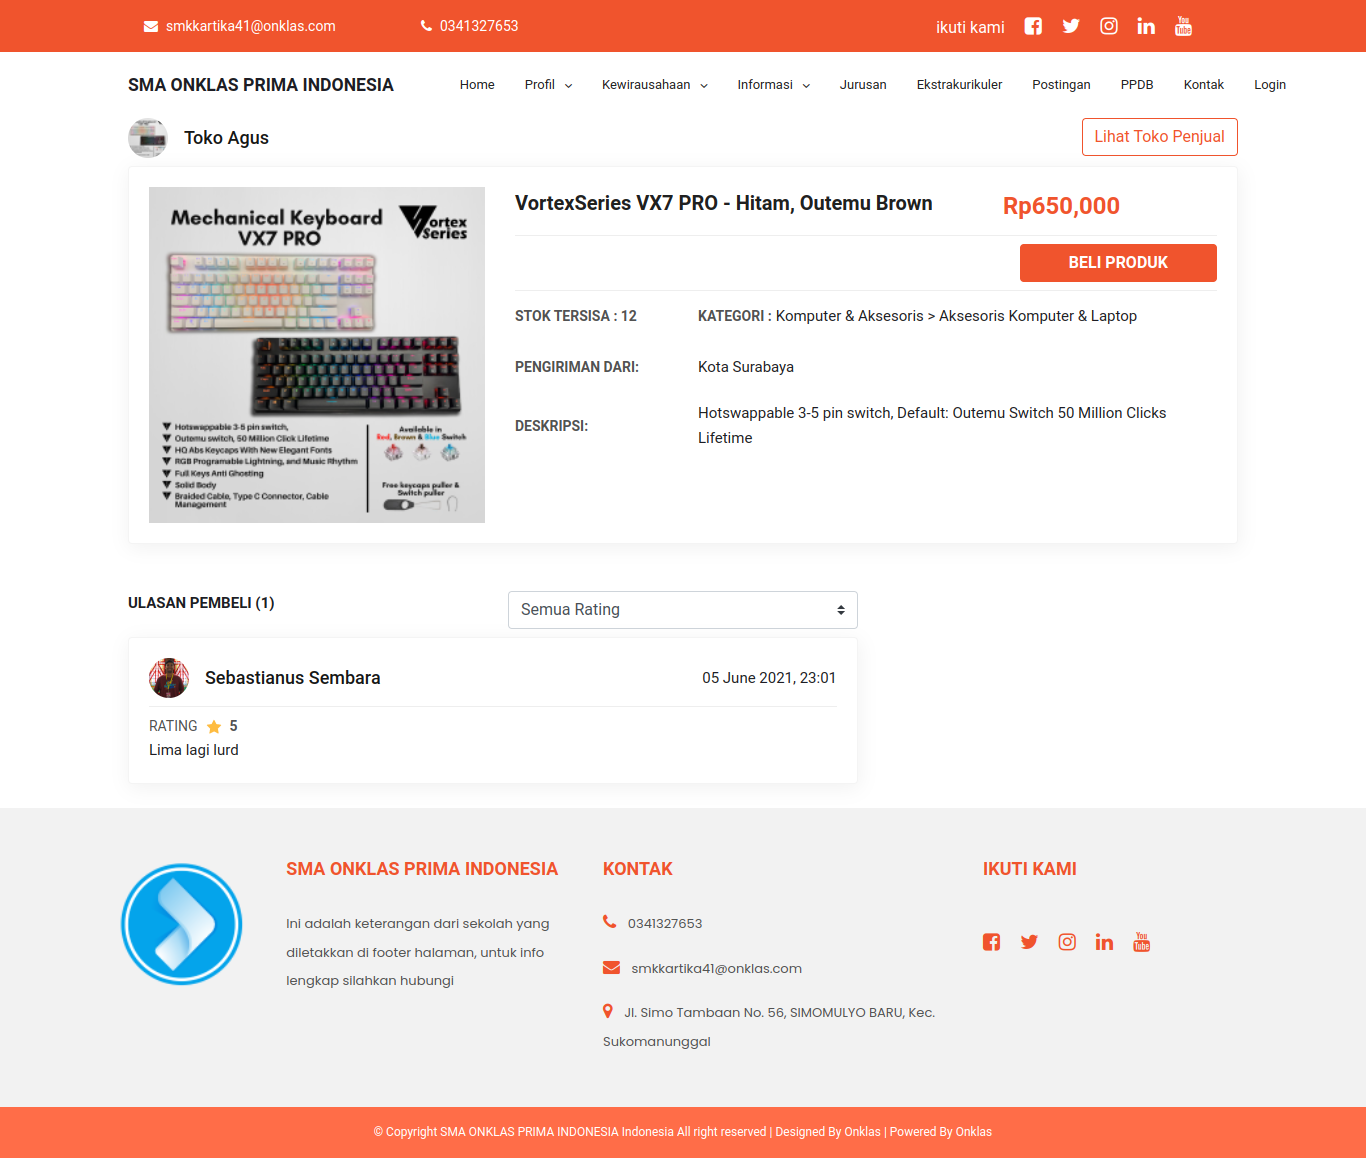 smkkartika41@onklas.com 0341327653 ikuti kami
SMA ONKLAS PRIMA INDONESIA Home Profil Kewirausahaan Informasi Jurusan Ekstrakurikuler Postingan PPDB Kontak Login
Toko Agus Lihat Toko Penjual
Mechanical Keyboard
VX7 PRO
Vortex
Series
Hotswappable 3-5 pin switch,
Outemu switch, 50 Million Click Lifetime
HQ Abs Keycaps With New Elegant Fonts
RGB Programable Lightning, and Music Rhythm
Full Keys Anti Ghosting
Solid Body
Braided Cable, Type C Connector, Cable
Management
Available in
Red, Brown & Blue Switch
Free keycaps puller &
Switch puller
VortexSeries VX7 PRO - Hitam, Outemu Brown Rp650,000
BELI PRODUK
STOK TERSISA : 12 KATEGORI : Komputer & Aksesoris > Aksesoris Komputer & Laptop
PENGIRIMAN DARI: Kota Surabaya
DESKRIPSI: Hotswappable 3-5 pin switch, Default: Outemu Switch 50 Million Clicks
Lifetime
ULASAN PEMBELI (1) Semua Rating
Sebastianus Sembara 05 June 2021, 23:01
RATING 5
Lima lagi lurd
SMA ONKLAS PRIMA INDONESIA
Ini adalah keterangan dari sekolah yang
diletakkan di footer halaman, untuk info
lengkap silahkan hubungi
KONTAK
0341327653
smkkartika41@onklas.com
Jl. Simo Tambaan No. 56, SIMOMULYO BARU, Kec.
Sukomanunggal
IKUTI KAMI
© Copyright SMA ONKLAS PRIMA INDONESIA Indonesia All right reserved | Designed By Onklas | Powered By Onklas